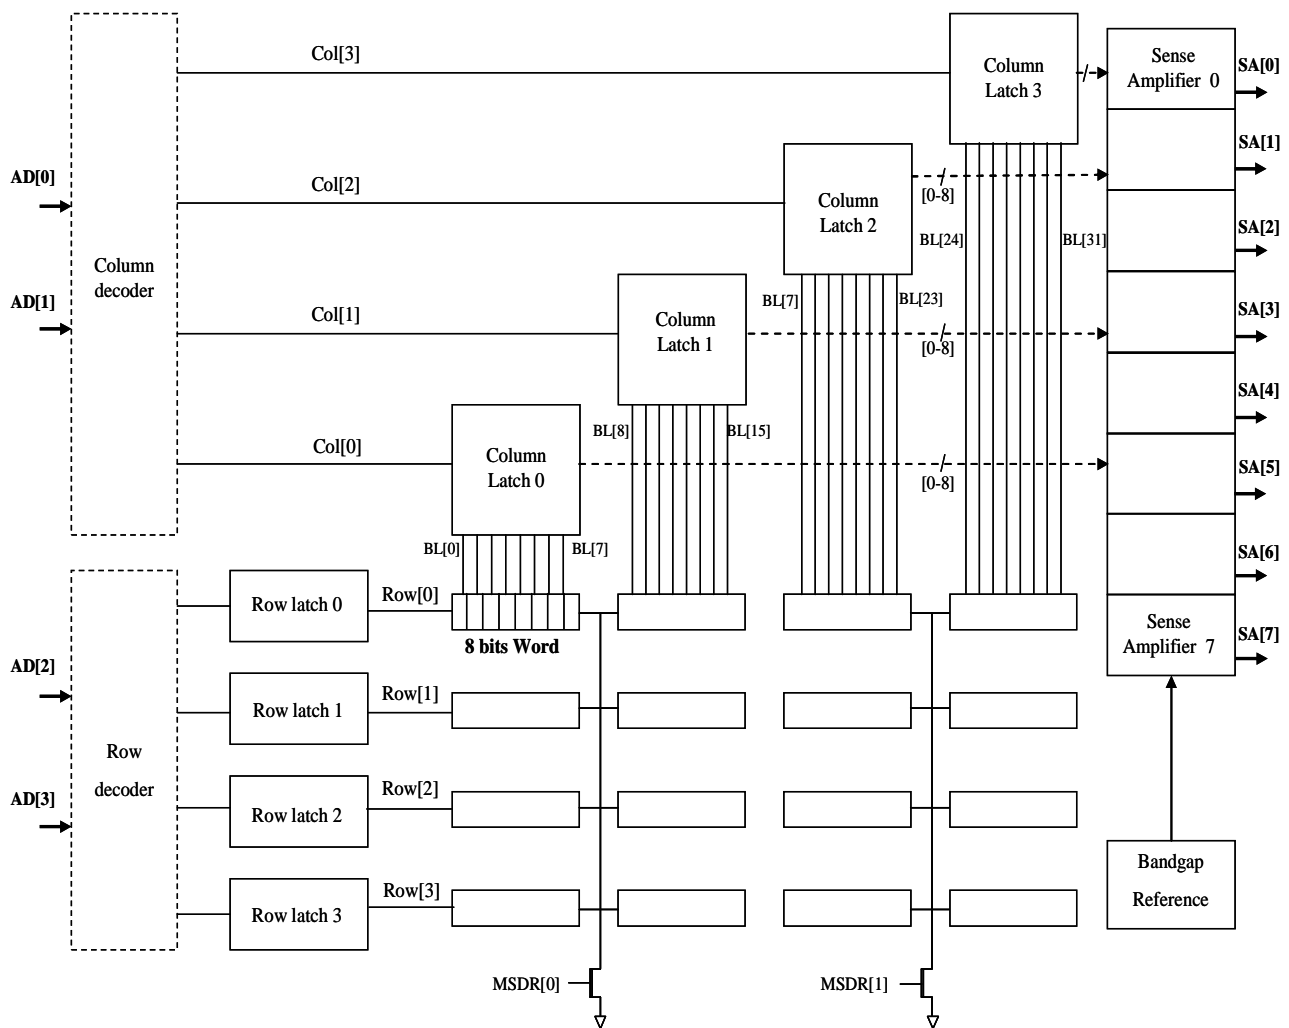 Col[3]
Column
Latch 3
Sense
Amplifier 0
SA[0]
SA[1]
AD[0]
Col[2]
Column
Latch 2
[0-8]
BL[24]
BL[31]
SA[2]
Column
decoder
AD[1]
Col[1]
Column
Latch 1
BL[7]
BL[23]
[0-8]
SA[3]
SA[4]
Col[0]
Column
Latch 0
BL[8]
BL[15]
[0-8]
SA[5]
BL[0]
BL[7]
SA[6]
Row latch 0
Row[0]
8 bits Word
Sense
Amplifier 7
SA[7]
AD[2]
Row latch 1
Row[1]
Row
decoder
AD[3]
Row latch 2
Row[2]
Row latch 3
Row[3]
Bandgap
Reference
MSDR[0]
MSDR[1]